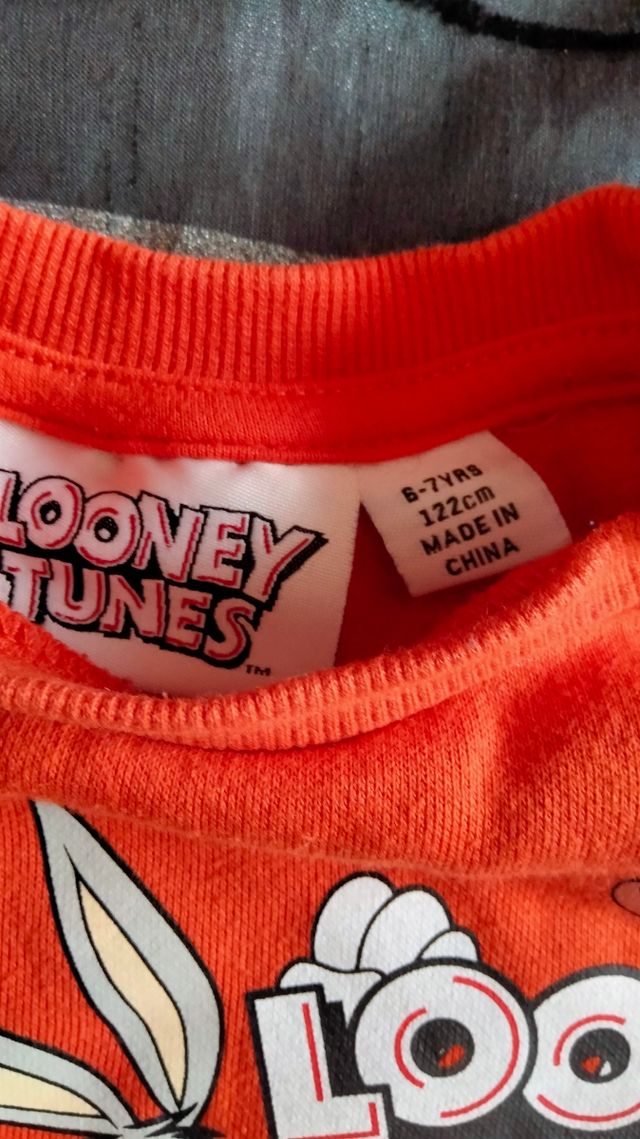 LOONEY
TUNES
TM
6-7YRS
122cm
MADE IN
CHINA
LOO